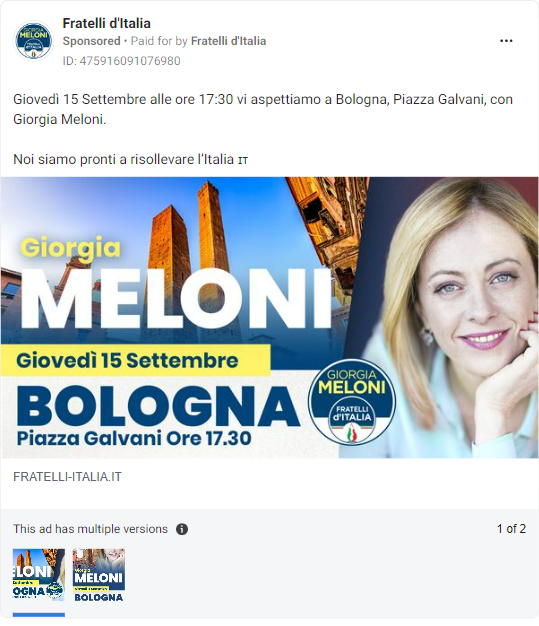 Fratelli d'Italia
Sponsored • Paid for by Fratelli d'Italia
ID: 475916091076980
Giovedì 15 Settembre alle ore 17:30 vi aspettiamo a Bologna, Piazza Galvani, con
Giorgia Meloni.
Noi siamo pronti a risollevare l'Italia IT
Giorgia
MELONI
Giovedì 15 Settembre
BOLOGNA
Piazza Galvani Ore 17.30
GIORGIA
MELONI
FRATELLI
d'ITALIA
FRATELLI-ITALIA.IT
This ad has multiple versions
1 of 2
LONI
OGNA
Giorgia
MELONI
BOLOGNA